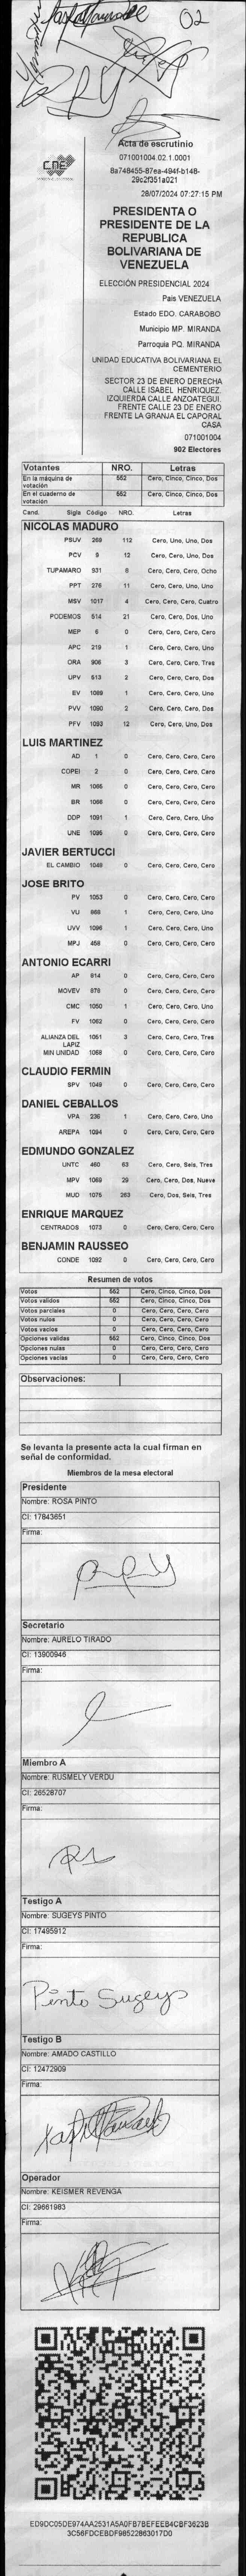 02
Acta de escrutinio
071001004.02.1.0001
8a748455-87ea-494f-b148-
29c2f351a021
28/07/2024 07:27:15 PM
CNE
PRESIDENTA O
PRESIDENTE DE LA
REPUBLICA
BOLIVARIANA DE
VENEZUELA
ELECCIÓN PRESIDENCIAL 2024
Pais VENEZUELA
Estado EDO. CARABOBO
Municipio MP. MIRANDA
Parroquia PQ. MIRANDA
UNIDAD EDUCATIVA BOLIVARIANA EL
CEMENTERIO
SECTOR 23 DE ENERO DERECHA
CALLE ISABEL HENRIQUEZ.
IZQUIERDA CALLE ANZOATEGUI.
FRENTE CALLE 23 DE ENERO
FRENTE LA GRANJA EL CAPORAL
CASA
071001004
902 Electores
Votantes NRO. Letras
En la máquina de votación 552 Cero, Cinco, Cinco, Dos
En el cuaderno de votación 552 Cero, Cinco, Cinco, Dos
Cand. Sigla Código NRO. Letras
NICOLAS MADURO
PSUV 269 112 Cero, Uno, Uno, Dos
PCV 9 12 Cero, Cero, Uno, Dos
TUPAMARO 931 8 Cero, Cero, Cero, Ocho
PPT 276 11 Cero, Cero, Uno, Uno
MSV 1017 4 Cero, Cero, Cero, Cuatro
PODEMOS 514 21 Cero, Cero, Dos, Uno
MEP 6 0 Cero, Cero, Cero, Cero
APC 219 1 Cero, Cero, Cero, Uno
ORA 906 3 Cero, Cero, Cero, Tres
UPV 613 2 Cero, Cero, Cero, Dos
EV 1089 1 Cero, Cero, Cero, Uno
PVV 1090 2 Cero, Cero, Cero, Dos
PFV 1093 12 Cero, Cero, Uno, Dos
LUIS MARTINEZ
AD 1 0 Cero, Cero, Cero, Cero
COPEI 2 0 Cero, Cero, Cero, Cero
MR 1065 0 Cero, Cero, Cero, Cero
BR 1066 0 Cero, Cero, Cero, Cero
DDP 1091 1 Cero, Cero, Cero, Uno
UNE 1095 0 Cero, Cero, Cero, Cero
JAVIER BERTUCCI
EL CAMBIO 1048 0 Cero, Cero, Cero, Cero
JOSE BRITO
PV 1053 0 Cero, Cero, Cero, Cero
VU 868 1 Cero, Cero, Cero, Uno
UVV 1096 1 Cero, Cero, Cero, Uno
MPJ 458 0 Cero, Cero, Cero, Cero
ANTONIO ECARRI
AP 814 0 Cero, Cero, Cero, Cero
MOVEV 878 0 Cero, Cero, Cero, Cero
CMC 1050 1 Cero, Cero, Cero, Uno
FV 1062 0 Cero, Cero, Cero, Cero
ALIANZA DEL LAPIZ 1051 3 Cero, Cero, Cero, Tres
MIN UNIDAD 1068 0 Cero, Cero, Cero, Cero
CLAUDIO FERMIN
SPV 1049 0 Cero, Cero, Cero, Cero
DANIEL CEBALLOS
VPA 236 1 Cero, Cero, Cero, Uno
AREPA 1094 0 Cero, Cero, Cero, Cero
EDMUNDO GONZALEZ
UNTC 460 63 Cero, Cero, Seis, Tres
MPV 1069 29 Cero, Cero, Dos, Nueve
MUD 1075 263 Cero, Dos, Seis, Tres
ENRIQUE MARQUEZ
CENTRADOS 1073 0 Cero, Cero, Cero, Cero
BENJAMIN RAUSSEO
CONDE 1092 0 Cero, Cero, Cero, Cero
Resumen de votos
Votos 552 Cero, Cinco, Cinco, Dos
Votos validos 552 Cero, Cinco, Cinco, Dos
Votos parciales 0 Cero, Cero, Cero, Cero
Votos nulos 0 Cero, Cero, Cero, Cero
Votos vacios 0 Cero, Cero, Cero, Cero
Opciones validas 552 Cero, Cinco, Cinco, Dos
Opciones nulas 0 Cero, Cero, Cero, Cero
Opciones vacias 0 Cero, Cero, Cero, Cero
Observaciones:
Se levanta la presente acta la cual firman en
señal de conformidad.
Miembros de la mesa electoral
Presidente
Nombre: ROSA PINTO
CI: 17843651
Firma:
Secretario
Nombre: AURELO TIRADO
CI: 13900946
Firma:
Miembro A
Nombre: RUSMELY VERDU
CI: 26528707
Firma:
Testigo A
Nombre: SUGEYS PINTO
CI: 17495912
Firma:
Pinto Sugeys
Testigo B
Nombre: AMADO CASTILLO
CI: 12472909
Firma:
Operador
Nombre: KEISMER REVENGA
CI: 29661983
Firma:
ED9DC05DE974AA2531A5A0FB7BEFEEB4CBF3623B
3C56FDCEBDF98522863017D0